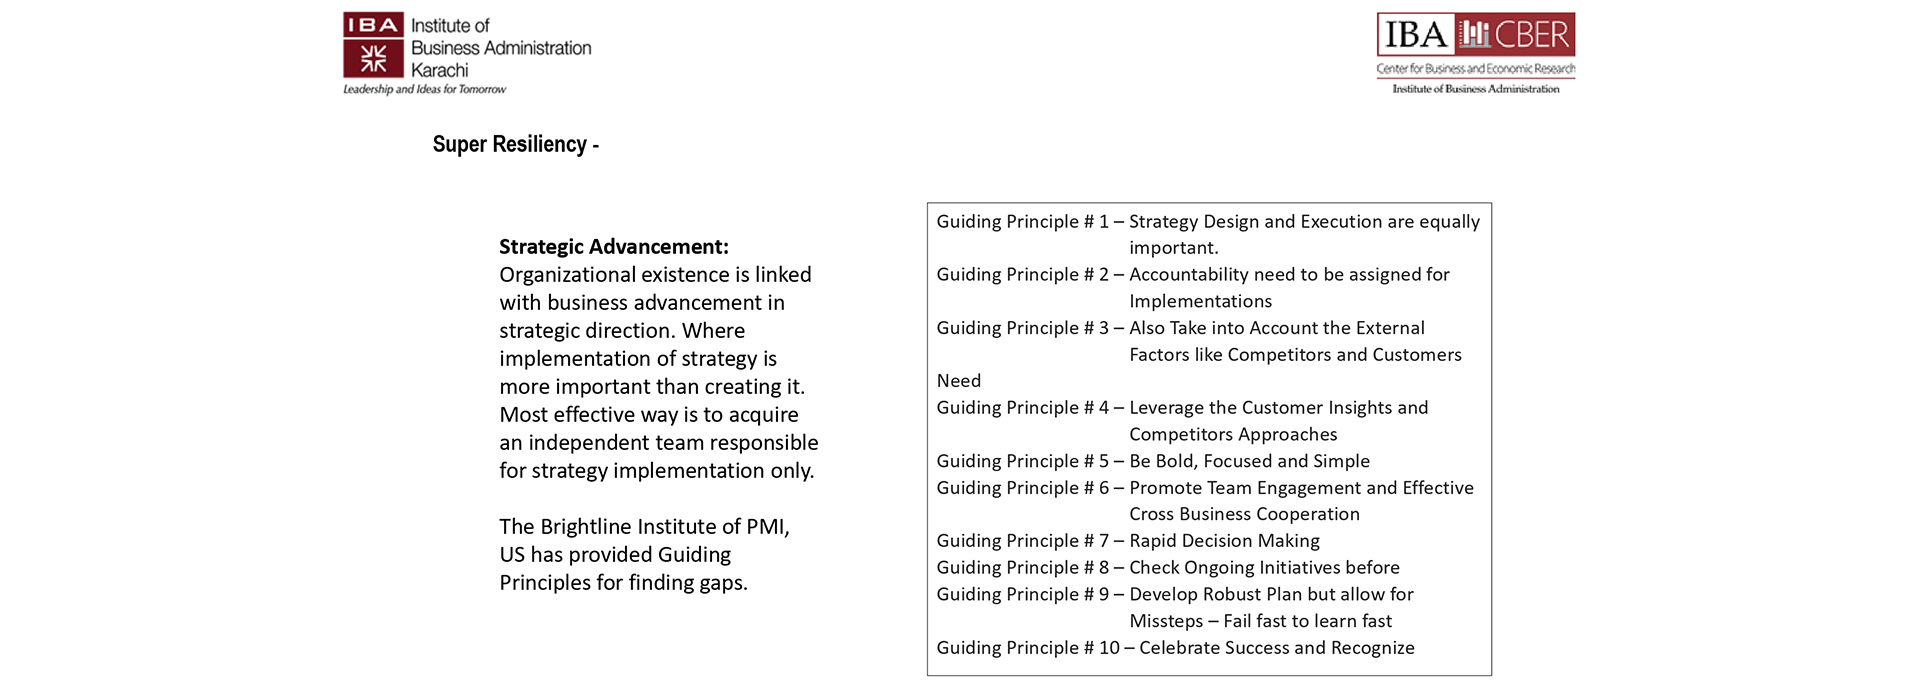 IBA
Institute of
Business Administration
Karachi
Leadership and Ideas for Tomorrow
IBA CBER
Center for Business and Economic Research
Institute of Business Administration
Super Resiliency -
Strategic Advancement:
Organizational existence is linked
with business advancement in
strategic direction. Where
implementation of strategy is
more important than creating it.
Most effective way is to acquire
an independent team responsible
for strategy implementation only.
The Brightline Institute of PMI,
US has provided Guiding
Principles for finding gaps.
Guiding Principle # 1 – Strategy Design and Execution are equally
important.
Guiding Principle # 2 – Accountability need to be assigned for
Implementations
Guiding Principle # 3 – Also Take into Account the External
Factors like Competitors and Customers
Need
Guiding Principle # 4 – Leverage the Customer Insights and
Competitors Approaches
Guiding Principle # 5 – Be Bold, Focused and Simple
Guiding Principle # 6 – Promote Team Engagement and Effective
Cross Business Cooperation
Guiding Principle # 7 – Rapid Decision Making
Guiding Principle # 8 – Check Ongoing Initiatives before
Guiding Principle # 9 – Develop Robust Plan but allow for
Missteps – Fail fast to learn fast
Guiding Principle # 10 – Celebrate Success and Recognize